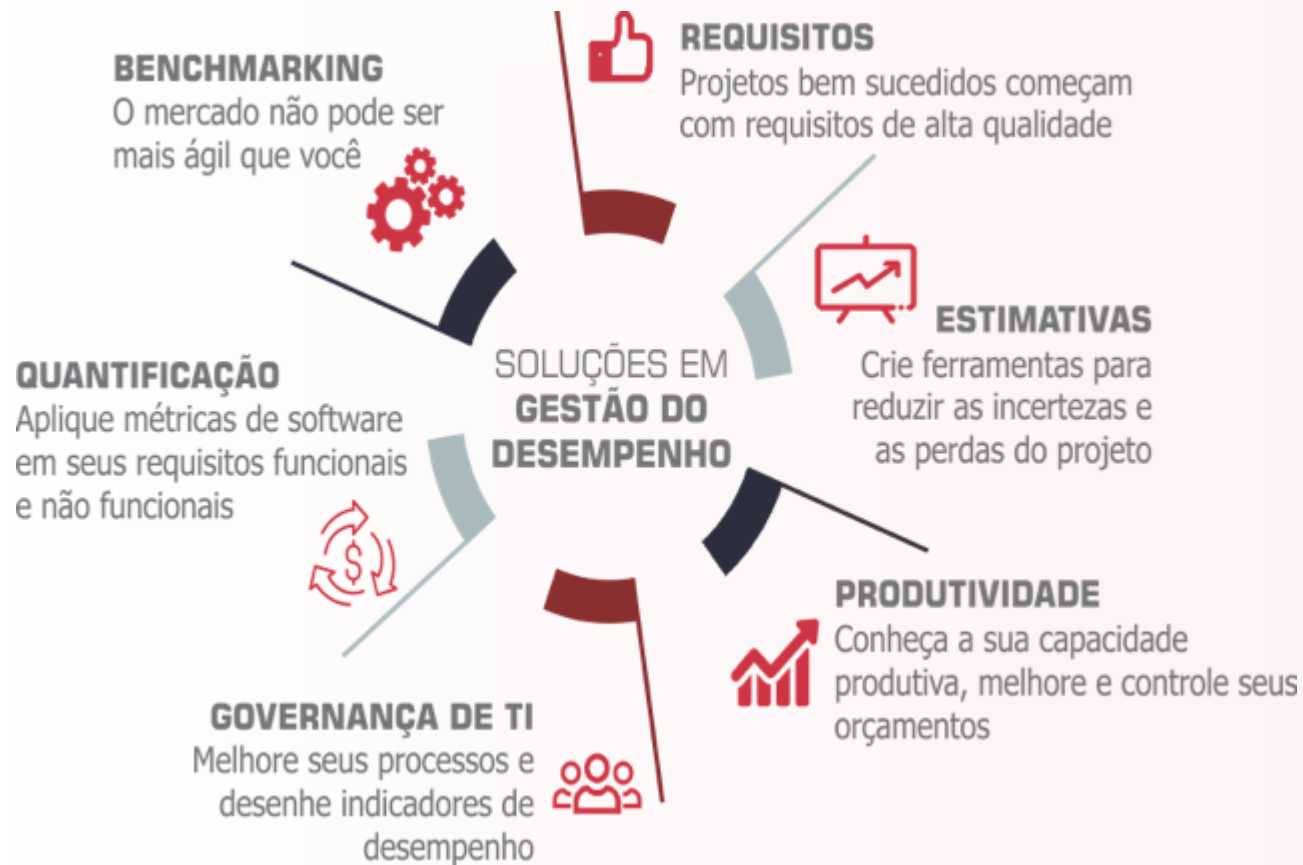 BENCHMARKING
O mercado não pode ser
mais ágil que você
REQUISITOS
Projetos bem sucedidos começam
com requisitos de alta qualidade
ESTIMATIVAS
Crie ferramentas para
reduzir as incertezas e
as perdas do projeto
SOLUÇÕES EM
GESTÃO DO
DESEMPENHO
QUANTIFICAÇÃO
Aplique métricas de software
em seus requisitos funcionais
e não funcionais
$
PRODUTIVIDADE
Conheça a sua capacidade
produtiva, melhore e controle seus
orçamentos
GOVERNANÇA DE TI
Melhore seus processos e
desenhe indicadores de
desempenho